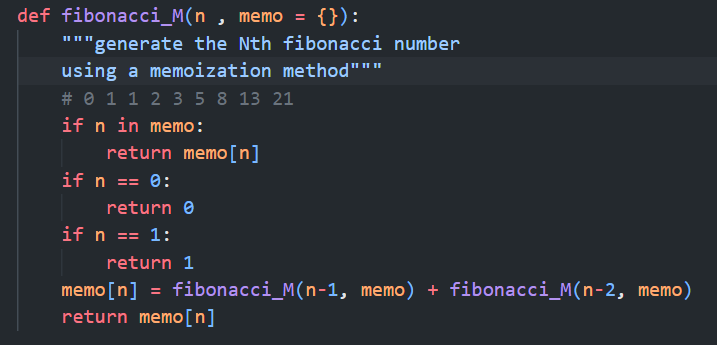 def fibonacci_M(n , memo = {}):
    """generate the Nth fibonacci number
    using a memoization method"""
    # 0 1 1 2 3 5 8 13 21
    if n in memo:
        return memo[n]
    if n == 0:
        return 0
    if n == 1:
        return 1
    memo[n] = fibonacci_M(n-1, memo) + fibonacci_M(n-2, memo)
    return memo[n]